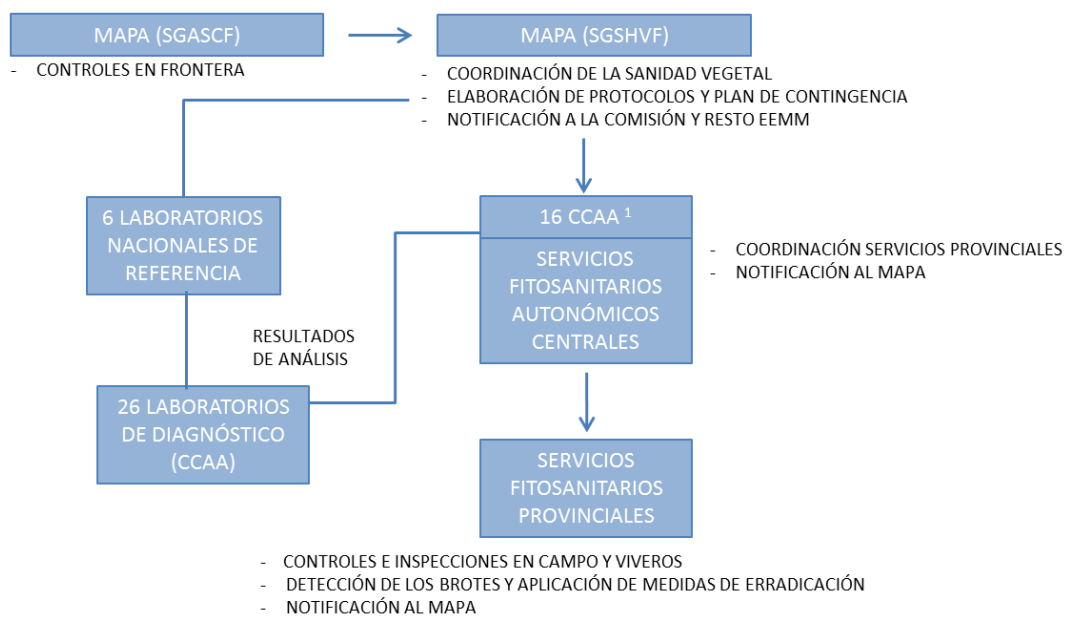 MAPA (SGASCF)
MAPA (SGSHVF)
- CONTROLES EN FRONTERA
- COORDINACIÓN DE LA SANIDAD VEGETAL
- ELABORACIÓN DE PROTOCOLOS Y PLAN DE CONTINGENCIA
- NOTIFICACIÓN A LA COMISIÓN Y RESTO EEMM
6 LABORATORIOS
NACIONALES DE
REFERENCIA
16 CCAA ¹
SERVICIOS
FITOSANITARIOS
AUTONÓMICOS
CENTRALES
- COORDINACIÓN SERVICIOS PROVINCIALES
- NOTIFICACIÓN AL MAPA
RESULTADOS
DE ANÁLISIS
26 LABORATORIOS
DE DIAGNÓSTICO
(CCAA)
SERVICIOS
FITOSANITARIOS
PROVINCIALES
- CONTROLES E INSPECCIONES EN CAMPO Y VIVEROS
- DETECCIÓN DE LOS BROTES Y APLICACIÓN DE MEDIDAS DE ERRADICACIÓN
- NOTIFICACIÓN AL MAPA